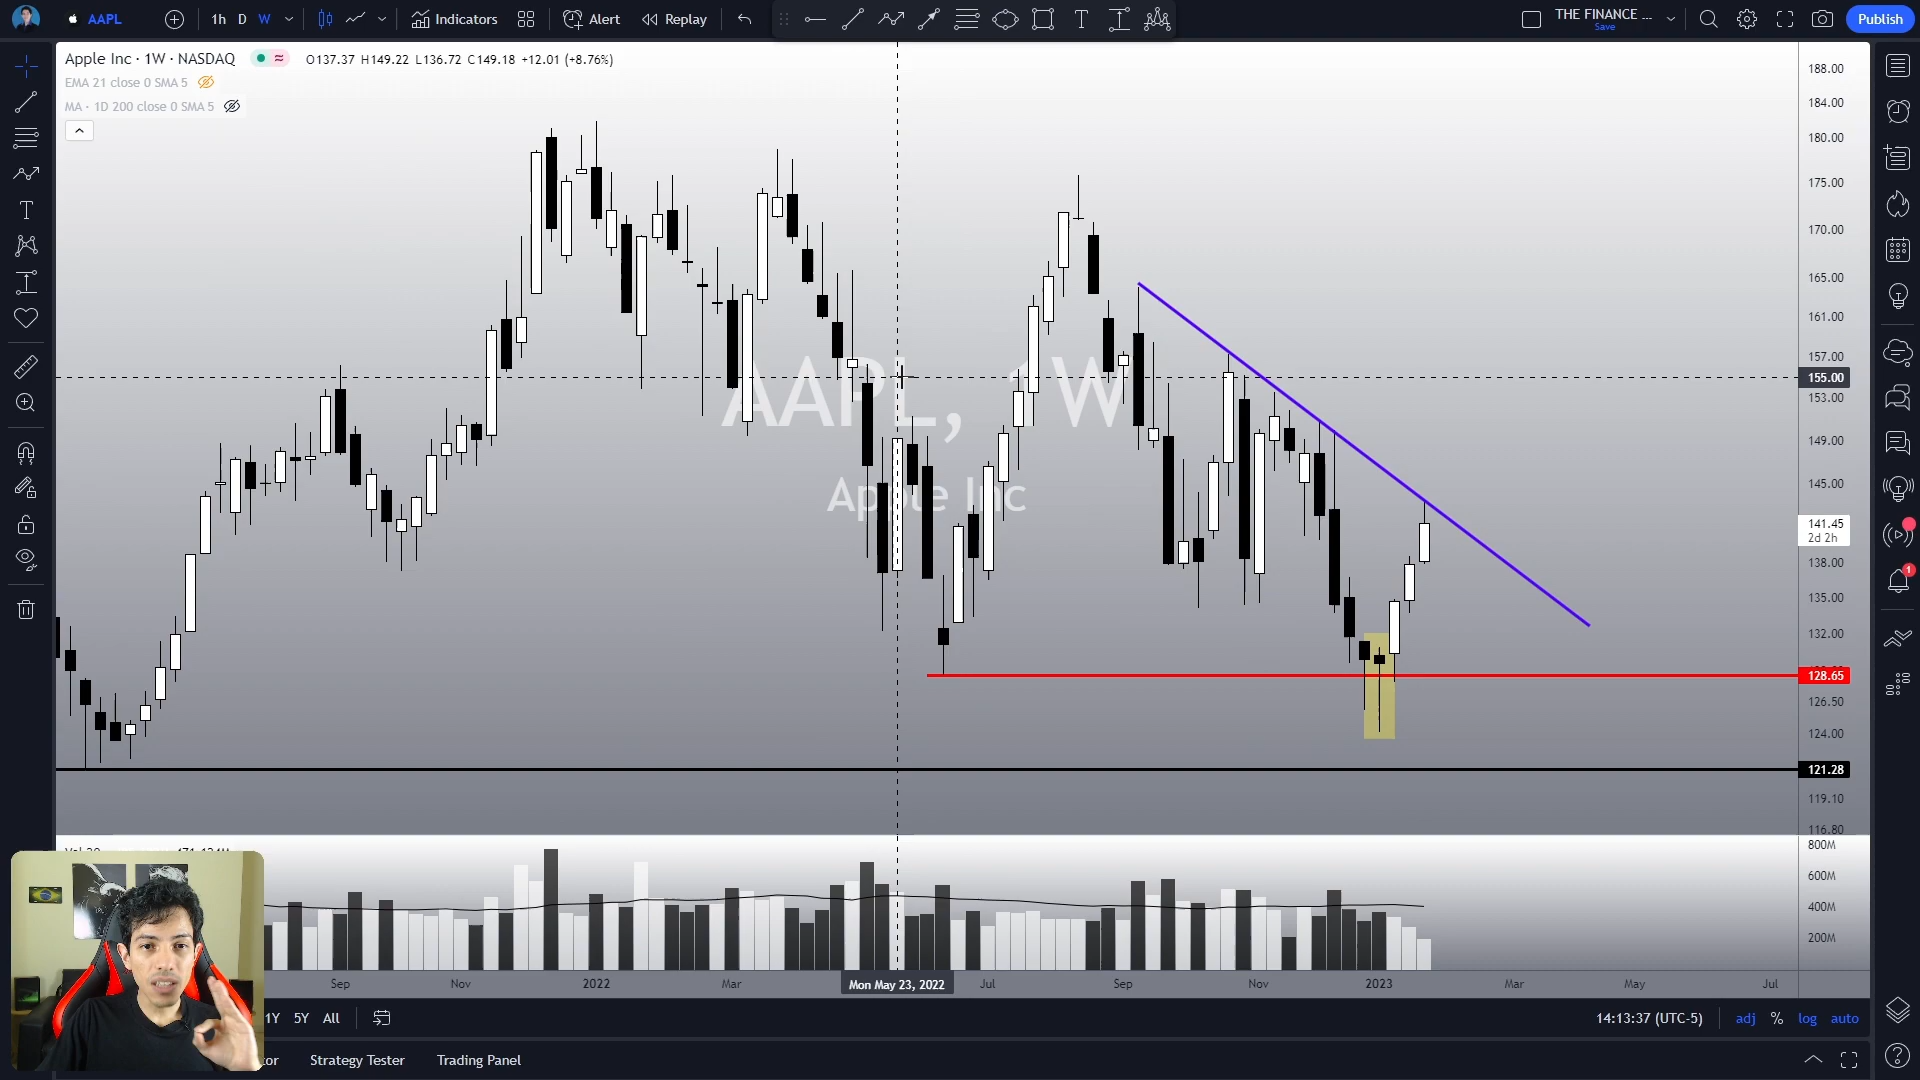 AAPL 1h D W Indicators Alert Replay THE FINANCE ... Save Publish
Apple Inc · 1W · NASDAQ O137.37 H149.22 L136.72 C149.18 +12.01 (+8.76%)
EMA 21 close 0 SMA 5
MA · 1D 200 close 0 SMA 5
AAPL, 1W
Apple Inc
188.00
184.00
180.00
175.00
170.00
165.00
161.00
157.00
155.00
153.00
149.00
145.00
141.45
2d 2h
138.00
135.00
132.00
128.65
126.50
124.00
121.28
119.10
116.80
800M
600M
400M
200M
Sep Nov 2022 Mar Mon May 23, 2022 Jul Sep Nov 2023 Mar May Jul
1Y 5Y All 14:13:37 (UTC-5) adj % log auto
Strategy Tester Trading Panel
1